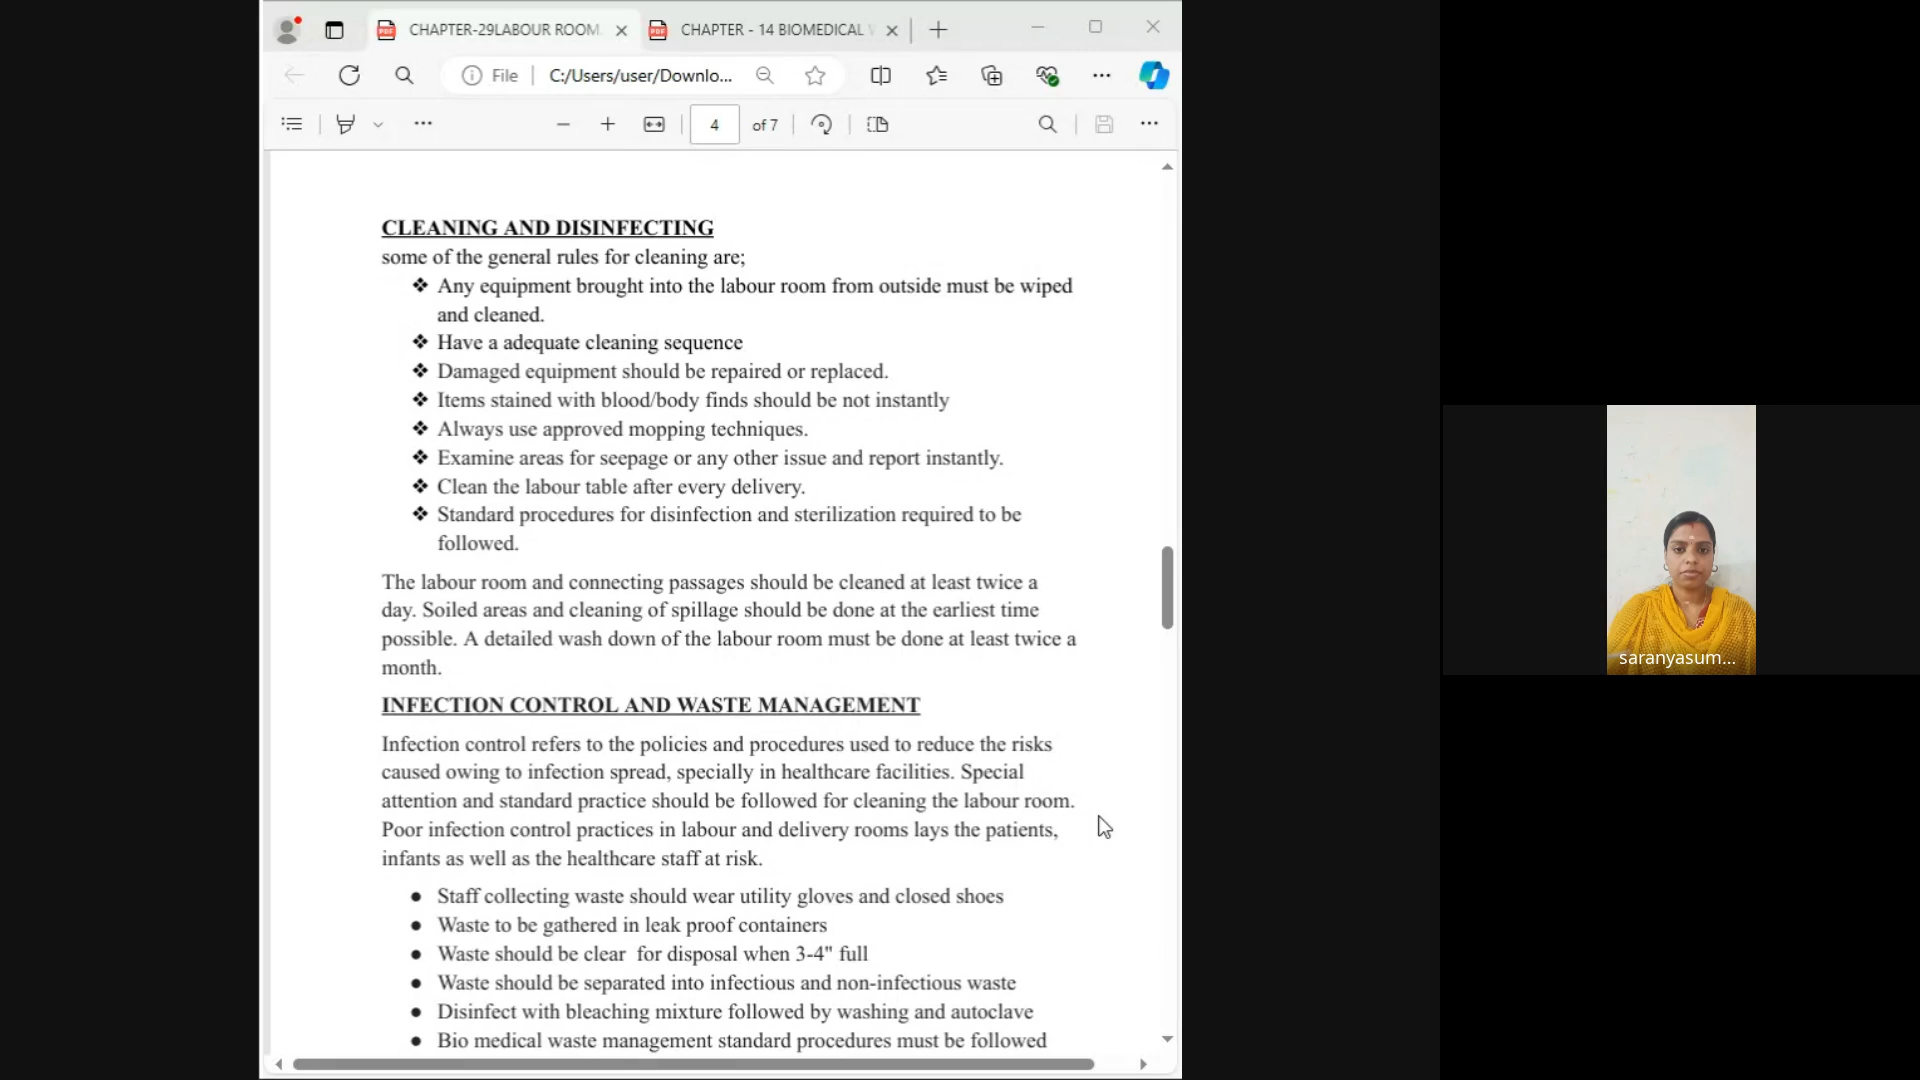 CHAPTER-29LABOUR ROOM
CHAPTER - 14 BIOMEDICAL
File
C:/Users/user/Downlo...
4 of 7
CLEANING AND DISINFECTING
some of the general rules for cleaning are;
❖ Any equipment brought into the labour room from outside must be wiped
and cleaned.
❖ Have a adequate cleaning sequence
❖ Damaged equipment should be repaired or replaced.
❖ Items stained with blood/body finds should be not instantly
❖ Always use approved mopping techniques.
❖ Examine areas for seepage or any other issue and report instantly.
❖ Clean the labour table after every delivery.
❖ Standard procedures for disinfection and sterilization required to be
followed.
The labour room and connecting passages should be cleaned at least twice a
day. Soiled areas and cleaning of spillage should be done at the earliest time
possible. A detailed wash down of the labour room must be done at least twice a
month.
INFECTION CONTROL AND WASTE MANAGEMENT
Infection control refers to the policies and procedures used to reduce the risks
caused owing to infection spread, specially in healthcare facilities. Special
attention and standard practice should be followed for cleaning the labour room.
Poor infection control practices in labour and delivery rooms lays the patients,
infants as well as the healthcare staff at risk.
● Staff collecting waste should wear utility gloves and closed shoes
● Waste to be gathered in leak proof containers
● Waste should be clear  for disposal when 3-4" full
● Waste should be separated into infectious and non-infectious waste
● Disinfect with bleaching mixture followed by washing and autoclave
● Bio medical waste management standard procedures must be followed
saranyasum...